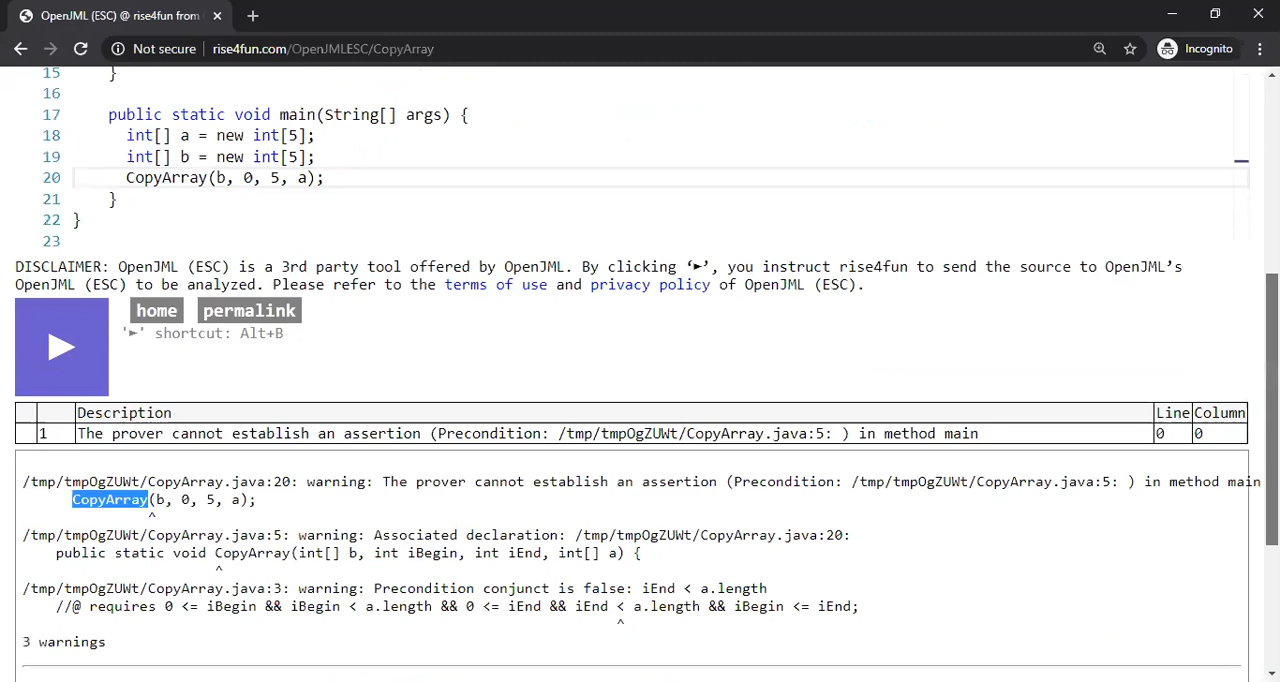 OpenJML (ESC) @ rise4fun from
Not secure rise4fun.com/OpenJMLESC/CopyArray Incognito
15 }
16
17 public static void main(String[] args) {
18 int[] a = new int[5];
19 int[] b = new int[5];
20 CopyArray(b, 0, 5, a);
21 }
22 }
23
DISCLAIMER: OpenJML (ESC) is a 3rd party tool offered by OpenJML. By clicking ‘►’, you instruct rise4fun to send the source to OpenJML’s
OpenJML (ESC) to be analyzed. Please refer to the terms of use and privacy policy of OpenJML (ESC).
home permalink
'►' shortcut: Alt+B
Description Line Column
1 The prover cannot establish an assertion (Precondition: /tmp/tmpOgZUWt/CopyArray.java:5: ) in method main 0 0
/tmp/tmpOgZUWt/CopyArray.java:20: warning: The prover cannot establish an assertion (Precondition: /tmp/tmpOgZUWt/CopyArray.java:5: ) in method main
CopyArray(b, 0, 5, a);
^
/tmp/tmpOgZUWt/CopyArray.java:5: warning: Associated declaration: /tmp/tmpOgZUWt/CopyArray.java:20:
public static void CopyArray(int[] b, int iBegin, int iEnd, int[] a) {
^
/tmp/tmpOgZUWt/CopyArray.java:3: warning: Precondition conjunct is false: iEnd < a.length
//@ requires 0 <= iBegin && iBegin < a.length && 0 <= iEnd && iEnd < a.length && iBegin <= iEnd;
^
3 warnings